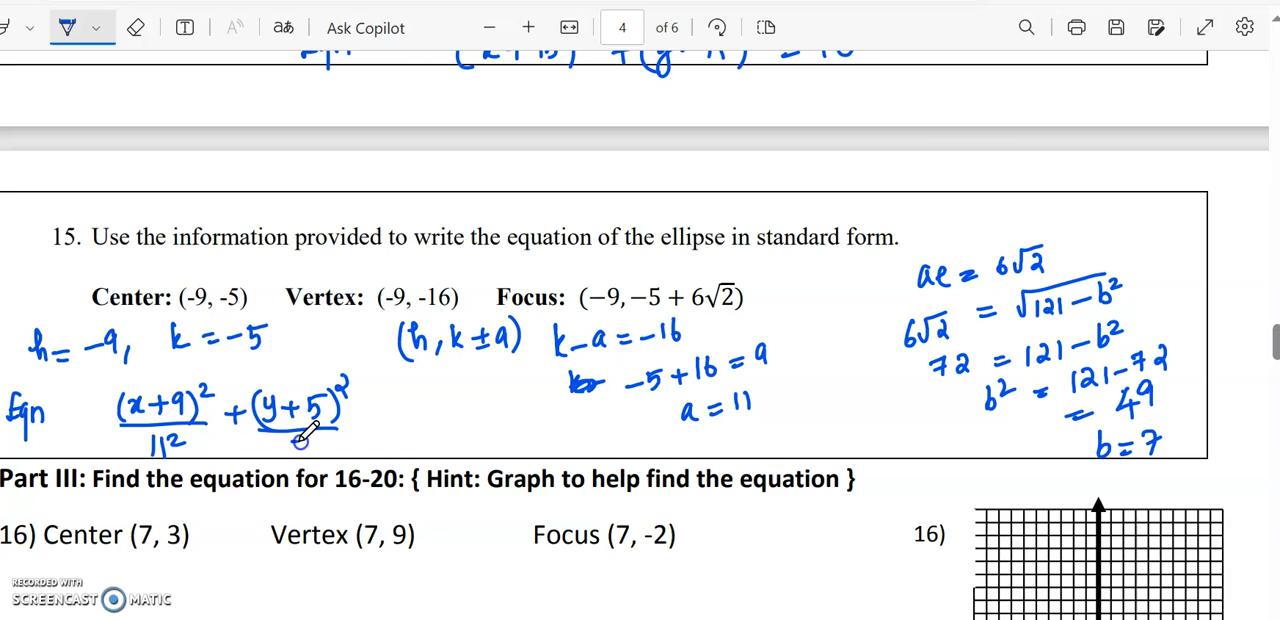 Ask Copilot
4 of 6
15. Use the information provided to write the equation of the ellipse in standard form.
Center: (-9, -5) Vertex: (-9, -16) Focus: (−9, −5 + 6√2)
h = -9, k = -5
(h, k ± a) k - a = -16
-5 + 16 = a
a = 11
ae = 6√2
6√2 = √121 - b²
72 = 121 - b²
b² = 121 - 72
= 49
b = 7
Eqn (x+9)²/11² + (y+5)²
Part III: Find the equation for 16-20: { Hint: Graph to help find the equation }
16) Center (7, 3) Vertex (7, 9) Focus (7, -2) 16)
RECORDED WITH
SCREENCAST MATIC